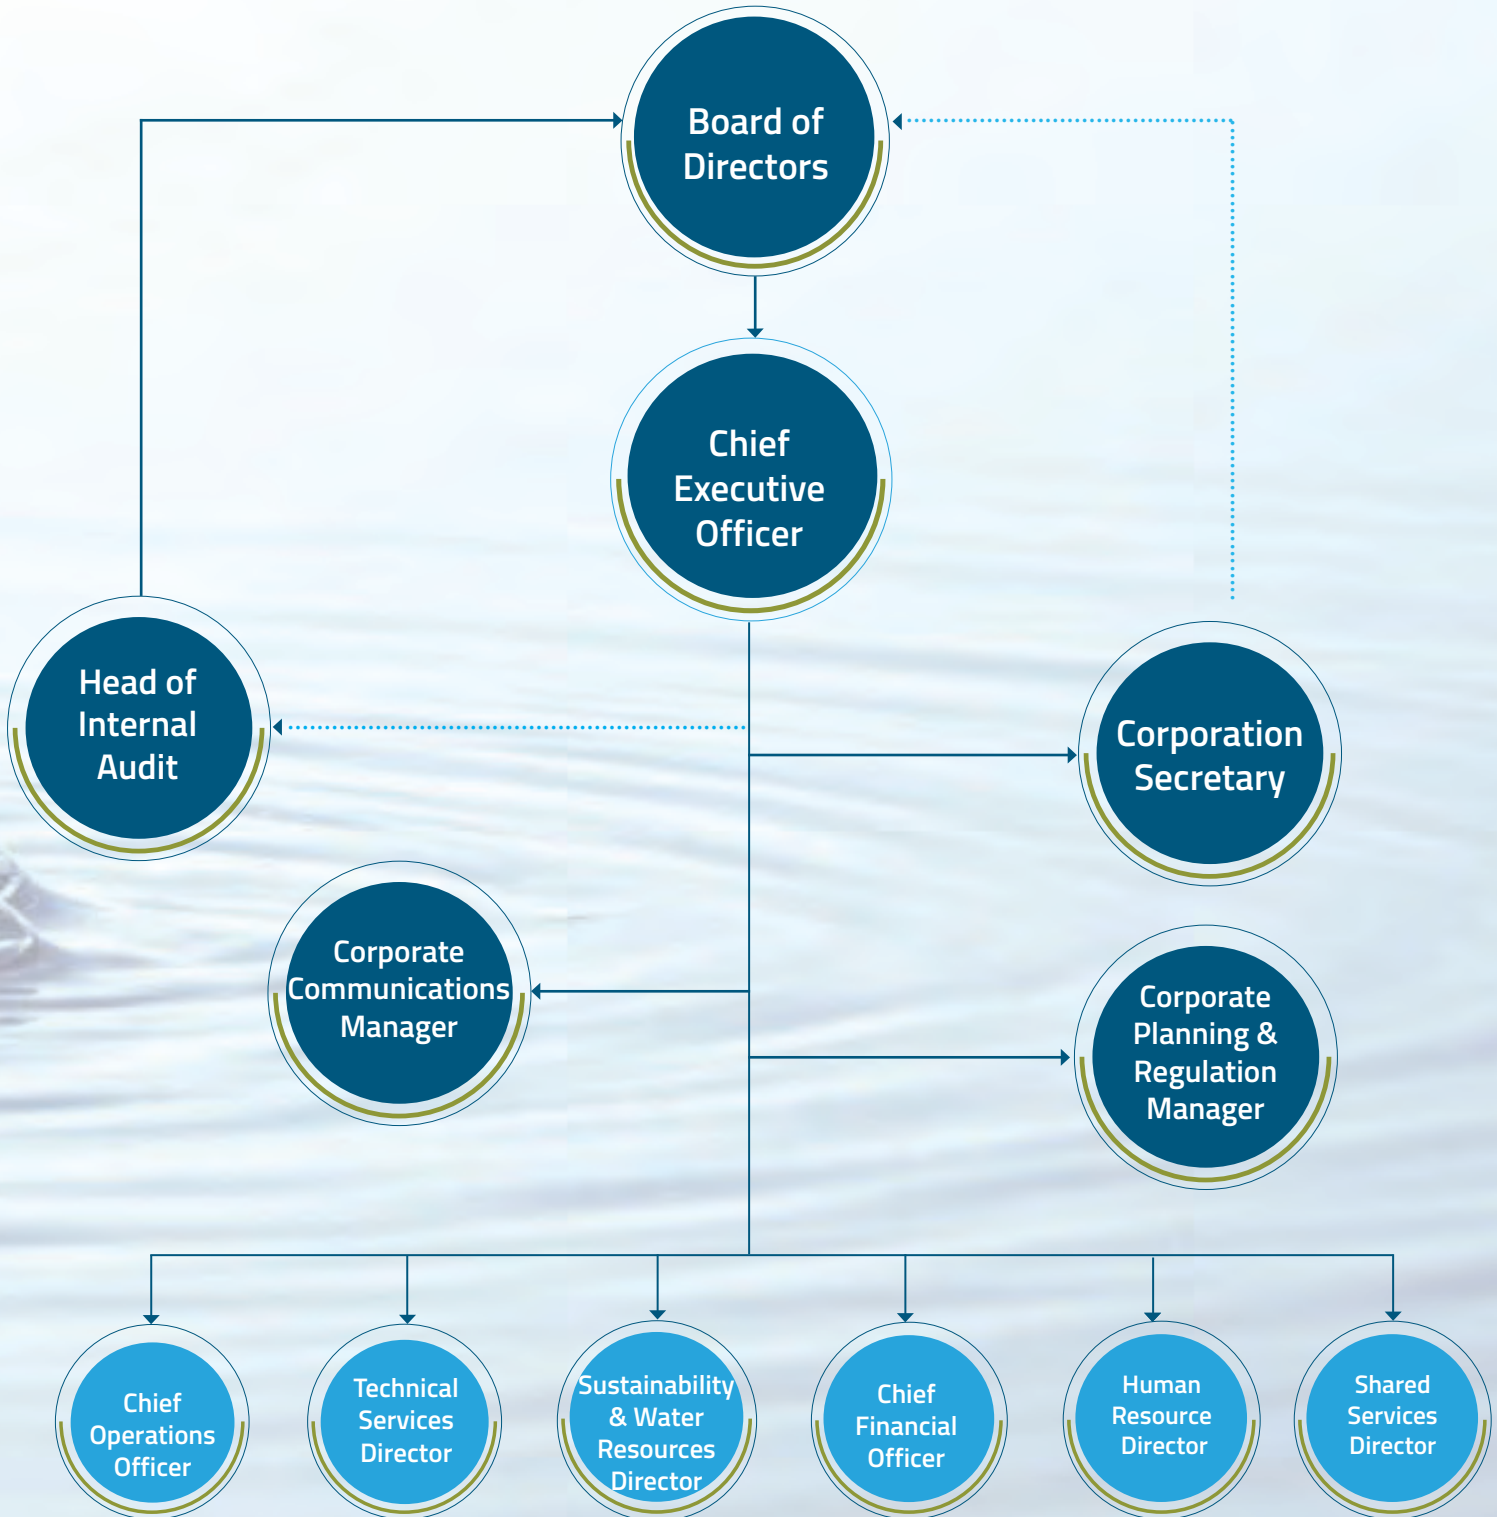 Board of
Directors
Chief
Executive
Officer
Head of
Internal
Audit
Corporation
Secretary
Corporate
Communications
Manager
Corporate
Planning &
Regulation
Manager
Chief
Operations
Officer
Technical
Services
Director
Sustainability
& Water
Resources
Director
Chief
Financial
Officer
Human
Resource
Director
Shared
Services
Director